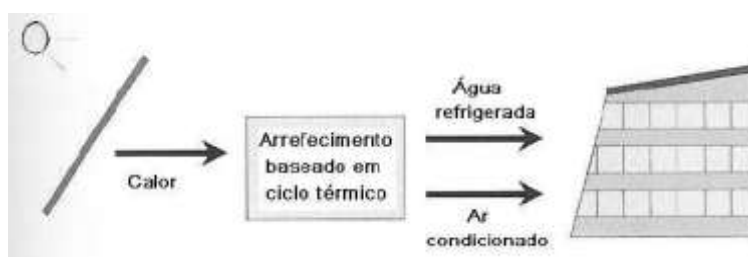 Calor
Arrefecimento
baseado em
ciclo térmico
Água
refrigerada
Ar
condicionado